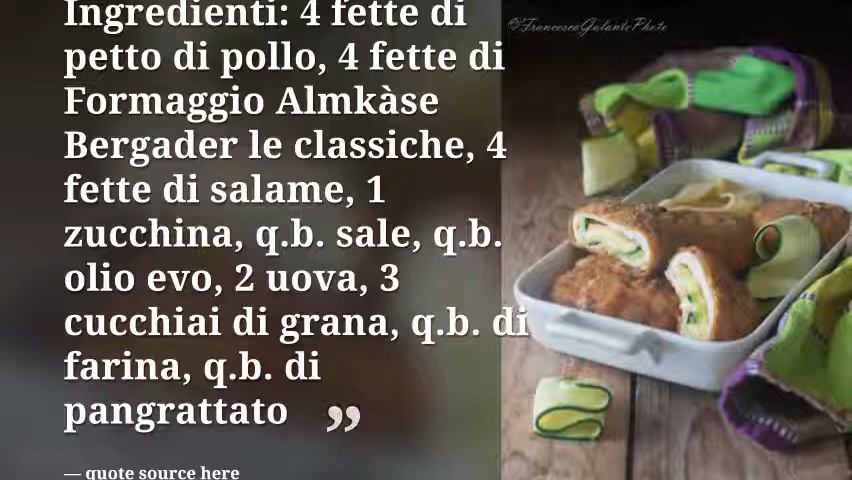 Ingredienti: 4 fette di
petto di pollo, 4 fette di
Formaggio Almkàse
Bergader le classiche, 4
fette di salame, 1
zucchina, q.b. sale, q.b.
olio evo, 2 uova, 3
cucchiai di grana, q.b. di
farina, q.b. di
pangrattato ”
— quote source here
©FrancescaGalantePhoto